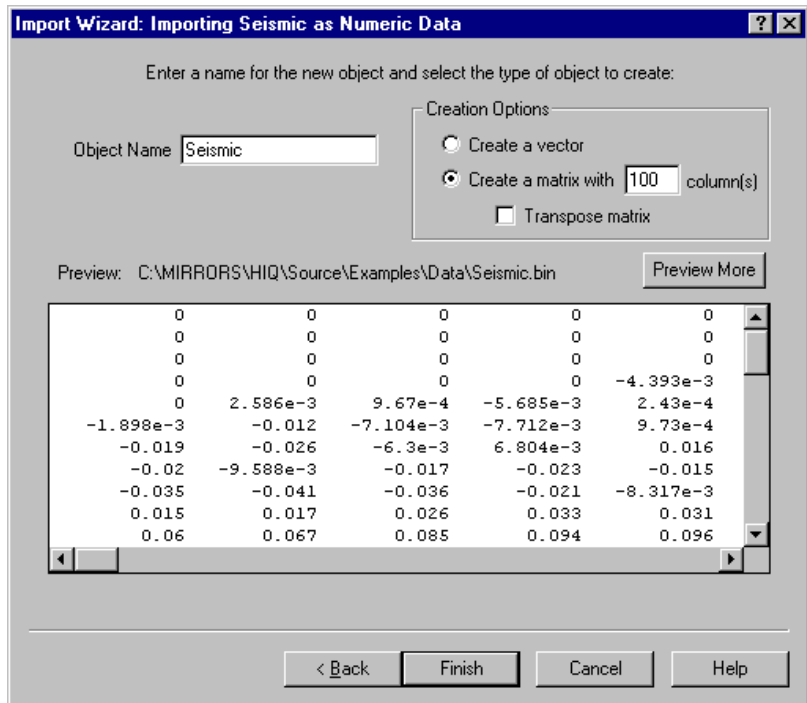 Import Wizard: Importing Seismic as Numeric Data
Enter a name for the new object and select the type of object to create:
Creation Options
Object Name Seismic
Create a vector
Create a matrix with 100 column(s)
Transpose matrix
Preview: C:\MIRRORS\HIQ\Source\Examples\Data\Seismic.bin Preview More
0 0 0 0 0
0 0 0 0 0
0 0 0 0 0
0 0 0 0 -4.393e-3
0 2.586e-3 9.67e-4 -5.685e-3 2.43e-4
-1.898e-3 -0.012 -7.104e-3 -7.712e-3 9.73e-4
-0.019 -0.026 -6.3e-3 6.804e-3 0.016
-0.02 -9.588e-3 -0.017 -0.023 -0.015
-0.035 -0.041 -0.036 -0.021 -8.317e-3
0.015 0.017 0.026 0.033 0.031
0.06 0.067 0.085 0.094 0.096
< Back Finish Cancel Help